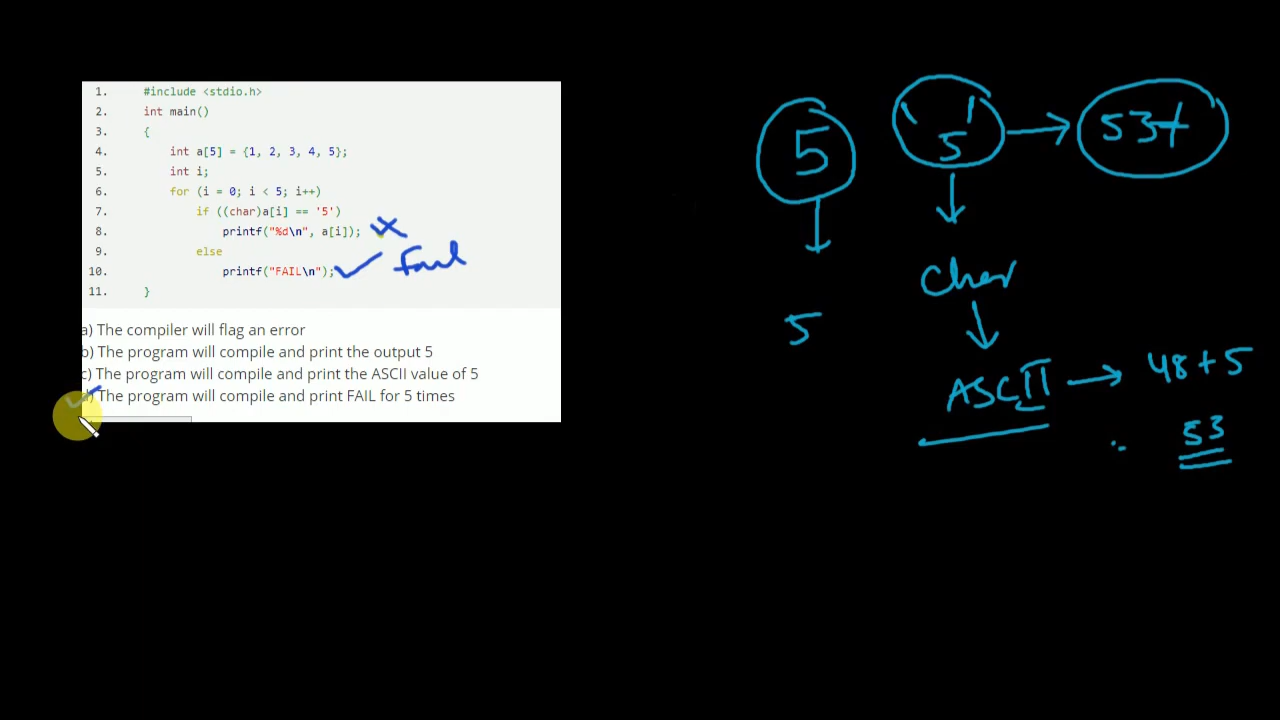 1. #include <stdio.h>
2. int main()
3. {
4. int a[5] = {1, 2, 3, 4, 5};
5. int i;
6. for (i = 0; i < 5; i++)
7. if ((char)a[i] == '5')
8. printf("%d\n", a[i]);
9. else
10. printf("FAIL\n");
11. }
Fail
a) The compiler will flag an error
b) The program will compile and print the output 5
c) The program will compile and print the ASCII value of 5
d) The program will compile and print FAIL for 5 times
5
'5' → 53
5
Char
ASCII → 48 + 5
53